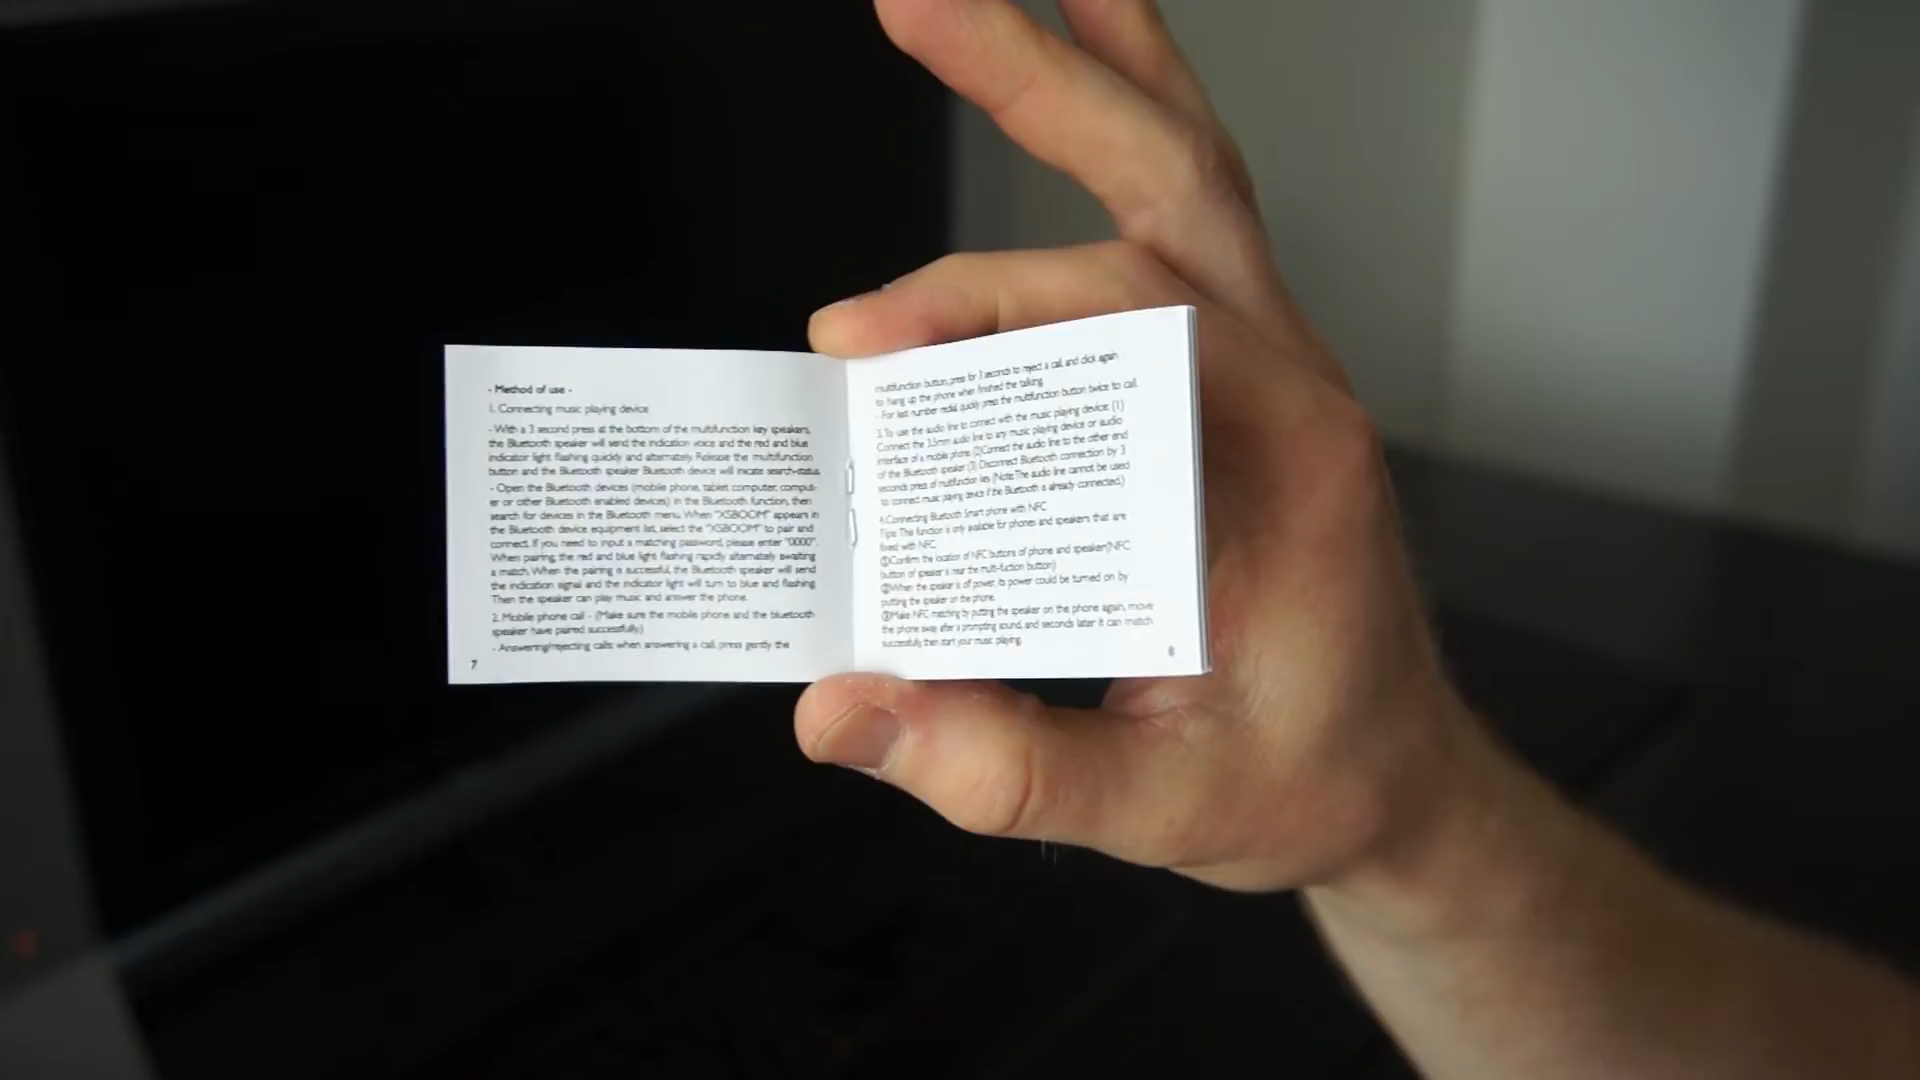 - Method of use -
1. Connecting music playing device
- With a 3 second press at the bottom of the multifunction key speakers,
the Bluetooth speaker will send the indication voice and the red and blue
indicator light flashing quickly and alternately. Release the multifunction
button and the Bluetooth speaker Bluetooth device will inicate search-status.
- Open the Bluetooth devices (mobile phone, tablet computer, comput-
er or other Bluetooth enabled devices) in the Bluetooth function, then
search for devices in the Bluetooth menu. When "XSBOOM" appears in
the Bluetooth device equipment list, select the "XSBOOM" to pair and
connect. If you need to input a matching password, please enter "0000".
When pairing, the red and blue light flashing rapidly alternately awaiting
a match. When the pairing is successful, the Bluetooth speaker will send
the indication signal and the indicator light will turn to blue and flashing.
Then the speaker can play music and answer the phone.
2. Mobile phone call - (Make sure the mobile phone and the bluetooth
speaker have paired successfully.)
- Answering/rejecting calls: when answering a call, press gently the
7
multifunction button, press for 3 seconds to reject a call, and click again
to hang up the phone when finished the talking.
- For last number redial, quickly press the multifunction button twice to call.
3. To use the audio line to connect with the music playing device: (1)
Connect the 3.5mm audio line to any music playing device or audio
interface of a mobile phone. (2)Connect the audio line to the other end
of the Bluetooth speaker. (3) Disconnect Bluetooth connection by 3
seconds press of mutifunction key. (Note: The audio line cannot be used
to connect music playing device if the Bluetooth is already connected.)
4.Connecting Bluetooth Smart phone with NFC
Tips: The function is only available for phones and speakers that are
fixed with NFC.
①Confirm the location of NFC buttons of phone and speaker(NFC
button of speaker is near the multi-fuction button)
②When the speaker is of power, its power could be turned on by
putting the speaker on the phone.
③Make NFC matching by putting the speaker on the phone again, move
the phone away after a prompting sound, and seconds later it can match
successfully then start your music playing.
8